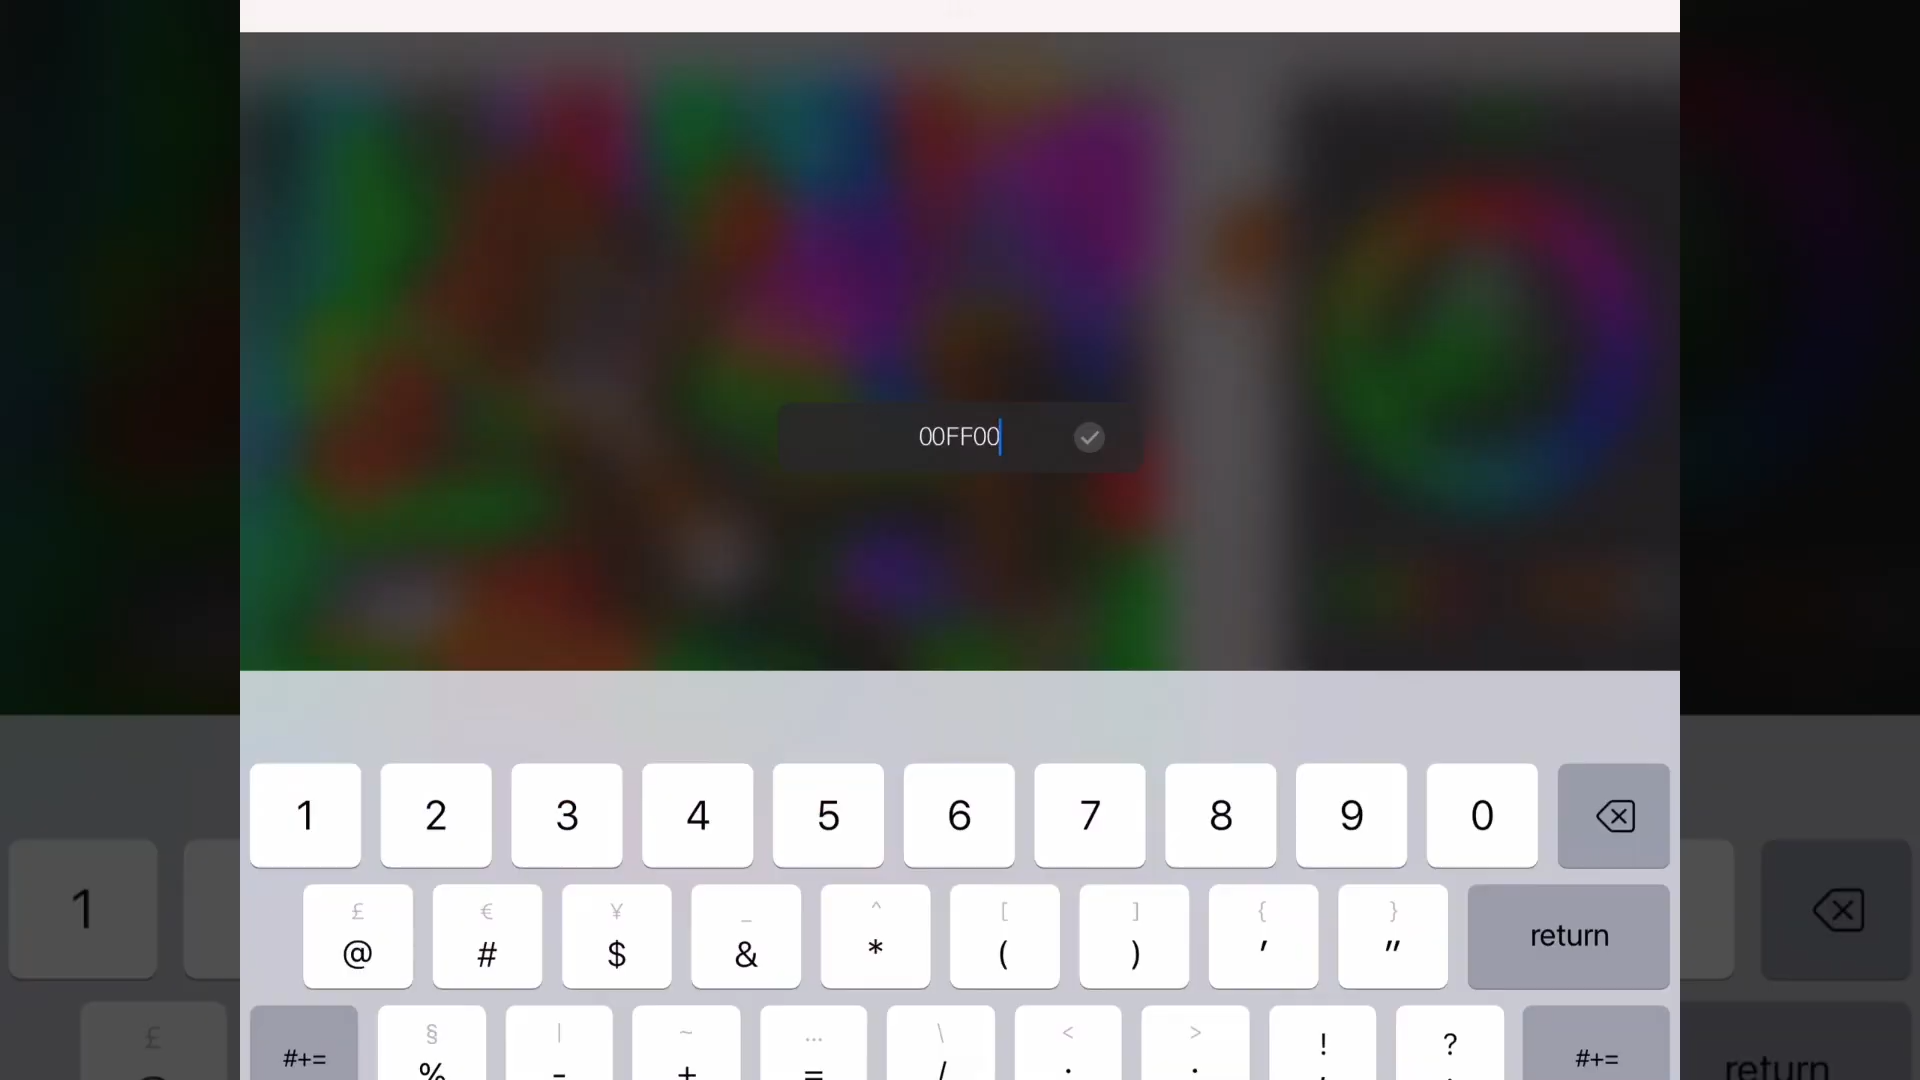 00FF00
1 2 3 4 5 6 7 8 9 0
£ € ¥ _ ^ [ ] { }
@ # $ & * ( ) ' "
return
§ | ~ … \ < >
#+= % - + = / ! ? #+=
1
£
return